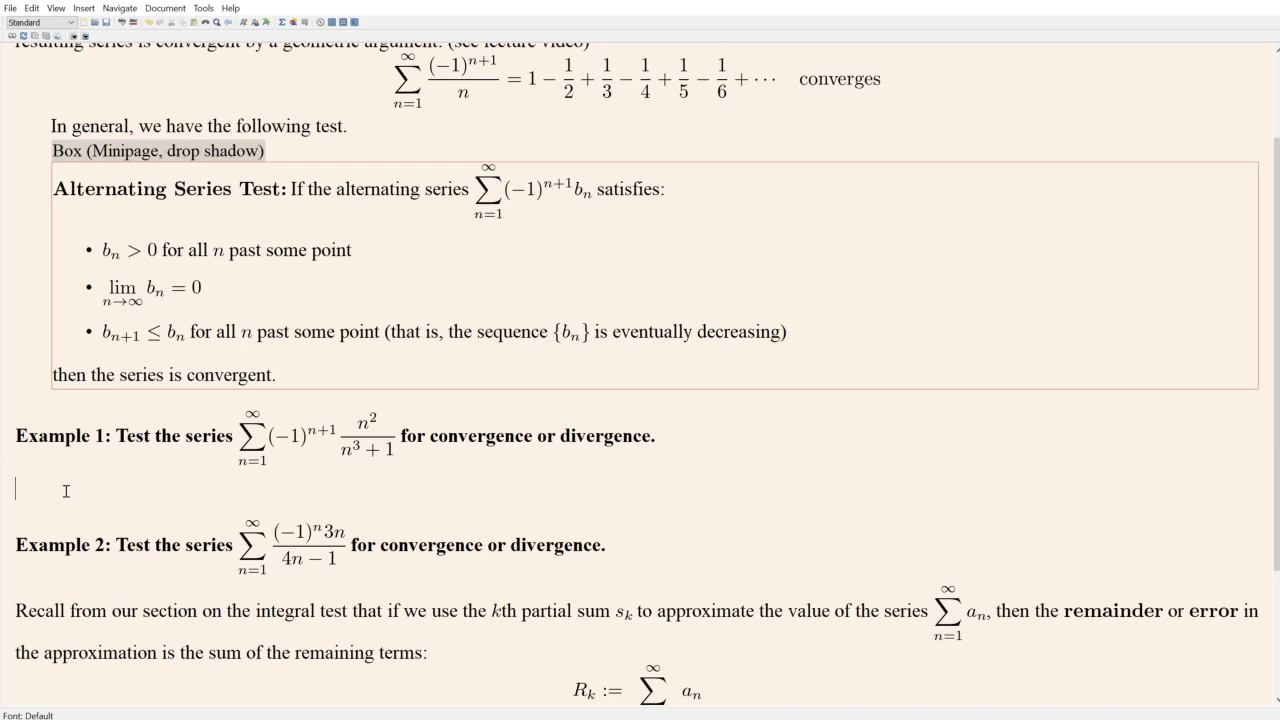 File Edit View Insert Navigate Document Tools Help
Standard
resulting series is convergent by a geometric argument. (see lecture video)
∑_{n=1}^{∞} (−1)^{n+1}/n = 1 − 1/2 + 1/3 − 1/4 + 1/5 − 1/6 + ⋯ converges
In general, we have the following test.
Box (Minipage, drop shadow)
Alternating Series Test: If the alternating series ∑_{n=1}^{∞} (−1)^{n+1} b_n satisfies:
• b_n > 0 for all n past some point
• lim_{n→∞} b_n = 0
• b_{n+1} ≤ b_n for all n past some point (that is, the sequence {b_n} is eventually decreasing)
then the series is convergent.
Example 1: Test the series ∑_{n=1}^{∞} (−1)^{n+1} n^2/(n^3 + 1) for convergence or divergence.
Example 2: Test the series ∑_{n=1}^{∞} (−1)^n 3n/(4n − 1) for convergence or divergence.
Recall from our section on the integral test that if we use the kth partial sum s_k to approximate the value of the series ∑_{n=1}^{∞} a_n, then the remainder or error in
the approximation is the sum of the remaining terms:
R_k := ∑^{∞} a_n
Font: Default